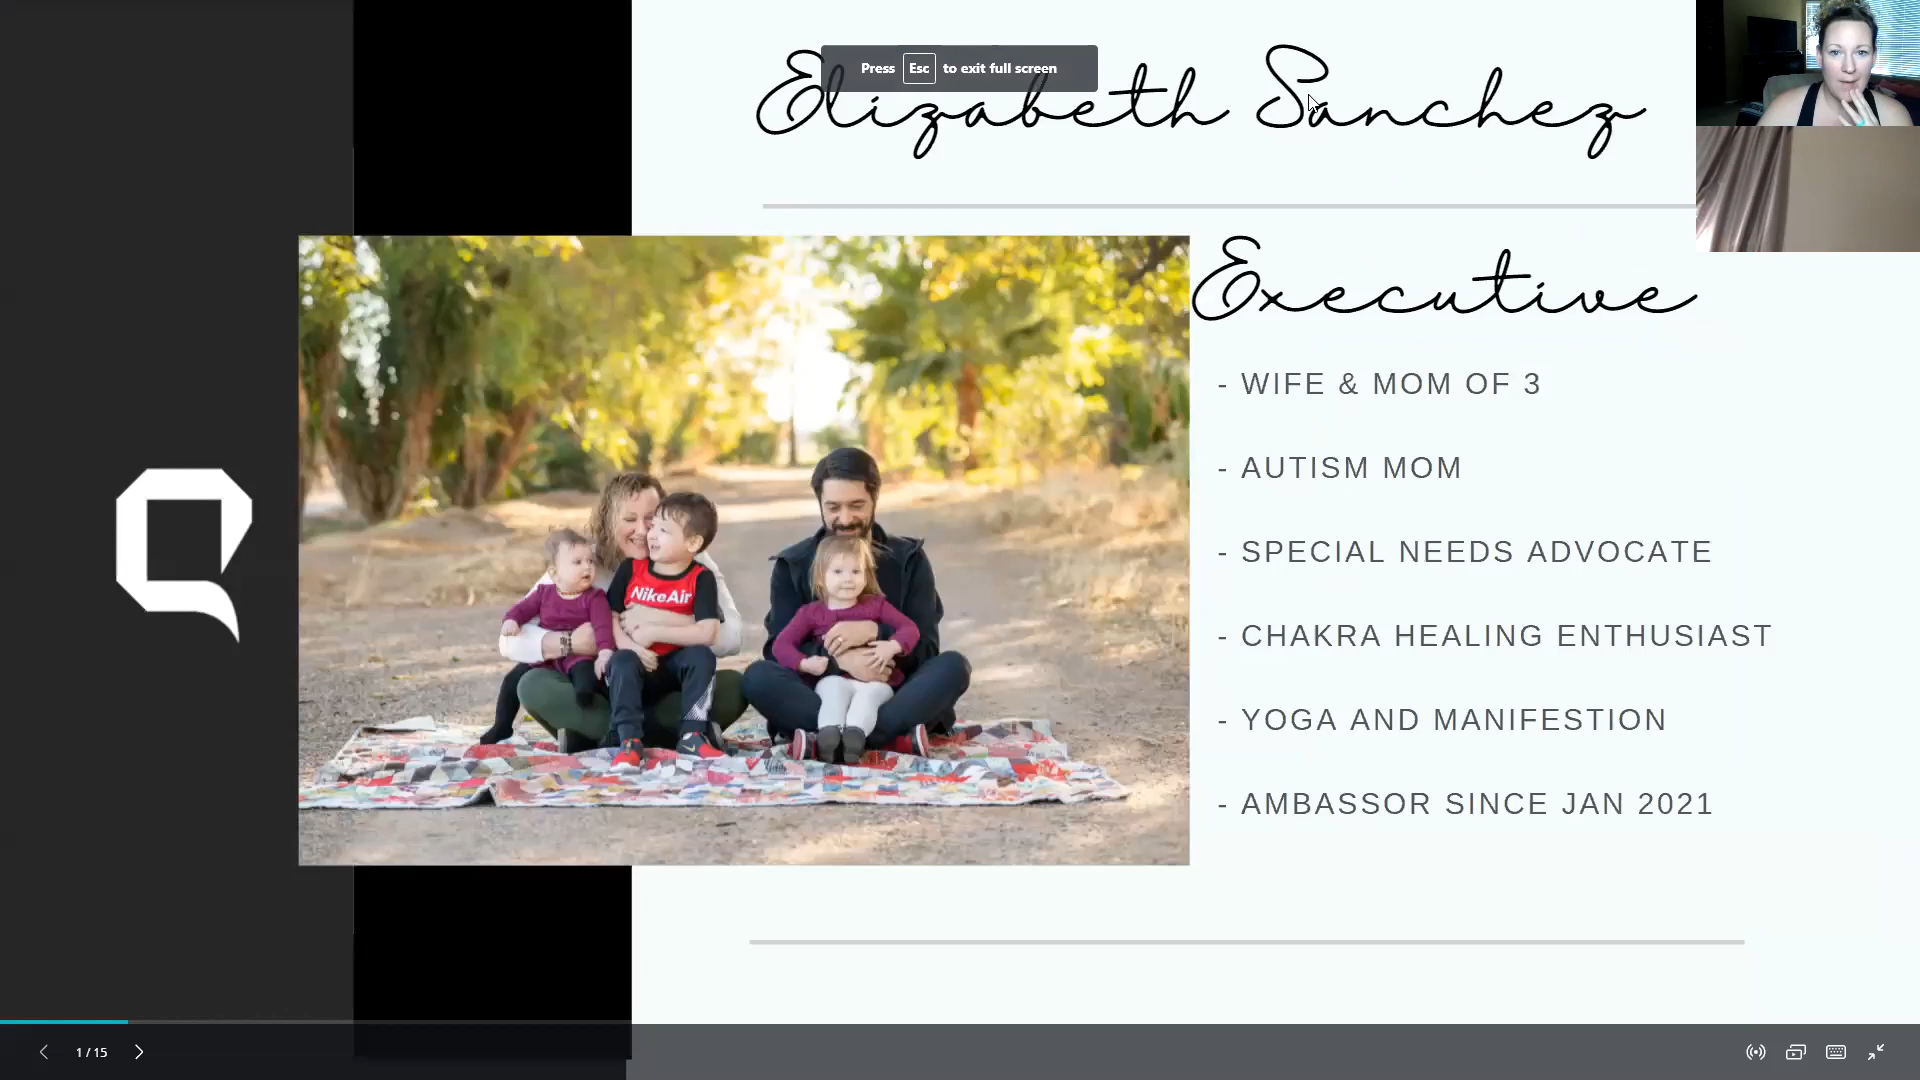 Elizabeth Sanchez
Press Esc to exit full screen
Executive
- WIFE & MOM OF 3
- AUTISM MOM
- SPECIAL NEEDS ADVOCATE
- CHAKRA HEALING ENTHUSIAST
- YOGA AND MANIFESTION
- AMBASSOR SINCE JAN 2021
NikeAir
1 / 15